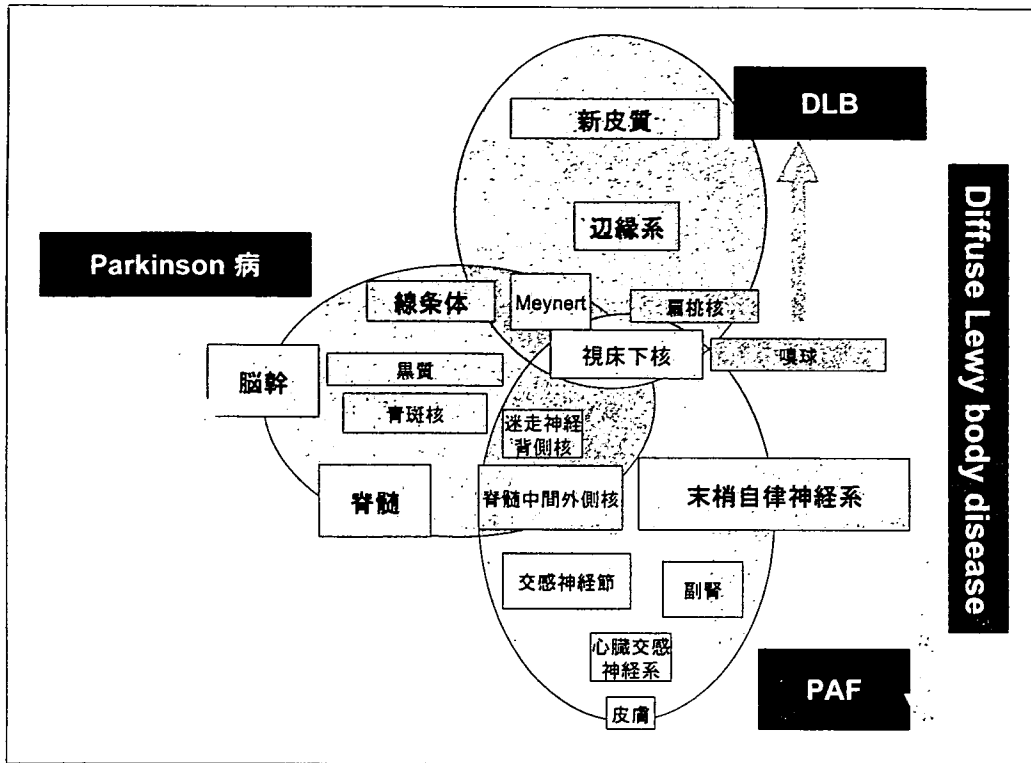 DLB
新皮質
辺縁系
Parkinson 病
線条体
Meynert
扁桃核
視床下核
嗅球
脳幹
黒質
青斑核
迷走神経
背側核
脊髄
脊髄中間外側核
末梢自律神経系
交感神経節
副腎
心臓交感
神経系
皮膚
PAF
Diffuse Lewy body disease